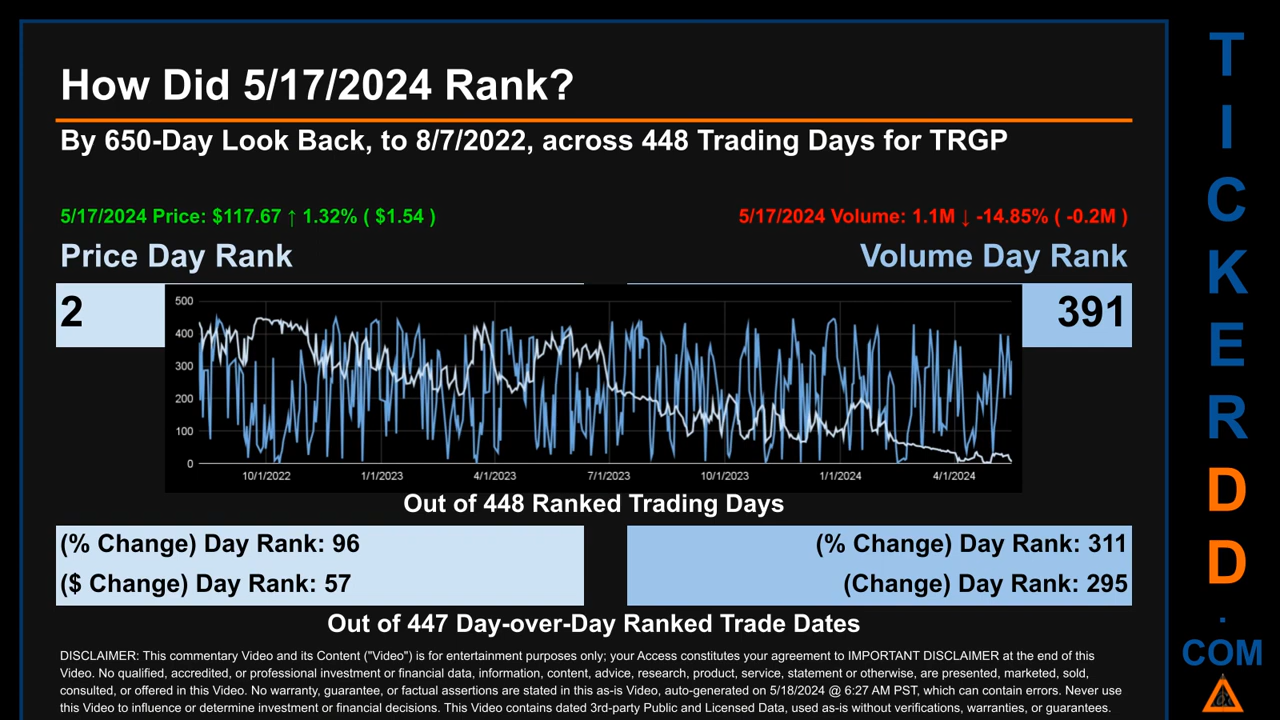 How Did 5/17/2024 Rank?
By 650-Day Look Back, to 8/7/2022, across 448 Trading Days for TRGP
5/17/2024 Price: $117.67 ↑ 1.32% ( $1.54 )
5/17/2024 Volume: 1.1M ↓ -14.85% ( -0.2M )
Price Day Rank
Volume Day Rank
2
391
500
400
300
200
100
0
10/1/2022 1/1/2023 4/1/2023 7/1/2023 10/1/2023 1/1/2024 4/1/2024
Out of 448 Ranked Trading Days
(% Change) Day Rank: 96
($ Change) Day Rank: 57
(% Change) Day Rank: 311
(Change) Day Rank: 295
Out of 447 Day-over-Day Ranked Trade Dates
DISCLAIMER: This commentary Video and its Content ("Video") is for entertainment purposes only; your Access constitutes your agreement to IMPORTANT DISCLAIMER at the end of this
Video. No qualified, accredited, or professional investment or financial data, information, content, advice, research, product, service, statement or otherwise, are presented, marketed, sold,
consulted, or offered in this Video. No warranty, guarantee, or factual assertions are stated in this as-is Video, auto-generated on 5/18/2024 @ 6:27 AM PST, which can contain errors. Never use
this Video to influence or determine investment or financial decisions. This Video contains dated 3rd-party Public and Licensed Data, used as-is without verifications, warranties, or guarantees.
T
I
C
K
E
R
D
D
.
COM